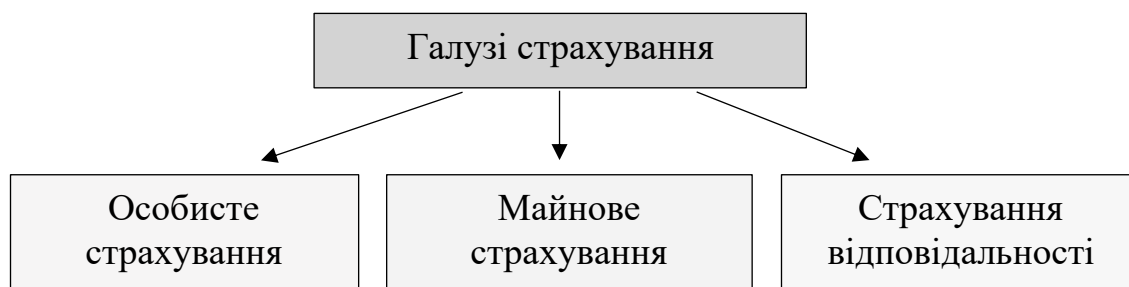 Галузі страхування
Особисте
страхування
Майнове
страхування
Страхування
відповідальності